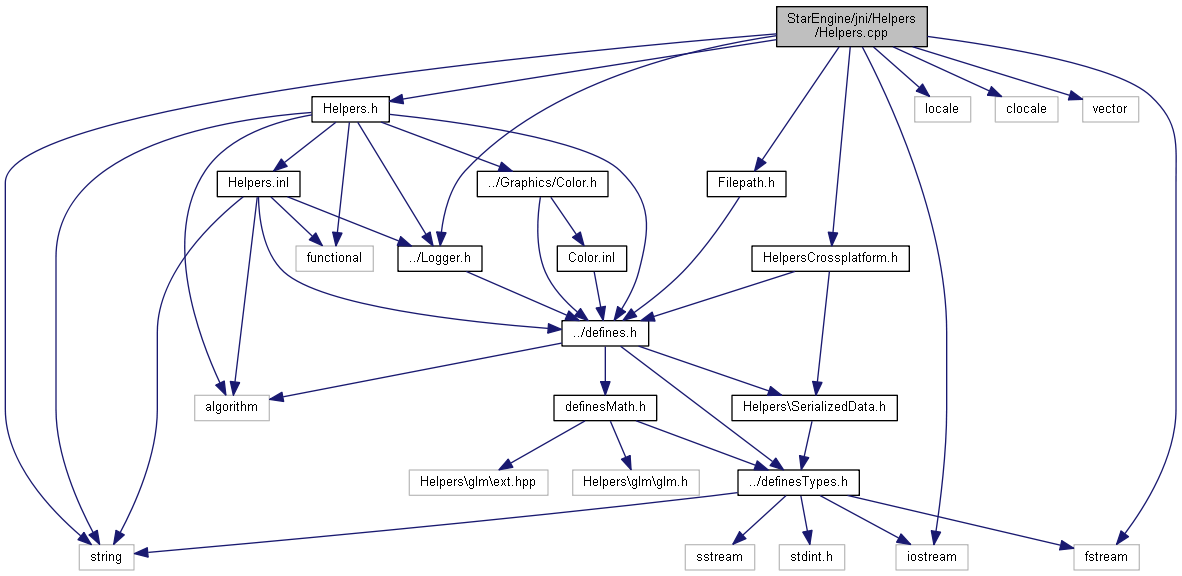 StarEngine/jni/Helpers
/Helpers.cpp
Helpers.h
locale
clocale
vector
Helpers.inl
../Graphics/Color.h
Filepath.h
functional
../Logger.h
Color.inl
HelpersCrossplatform.h
../defines.h
algorithm
definesMath.h
Helpers\SerializedData.h
Helpers\glm\ext.hpp
Helpers\glm\glm.h
../definesTypes.h
string
sstream
stdint.h
iostream
fstream